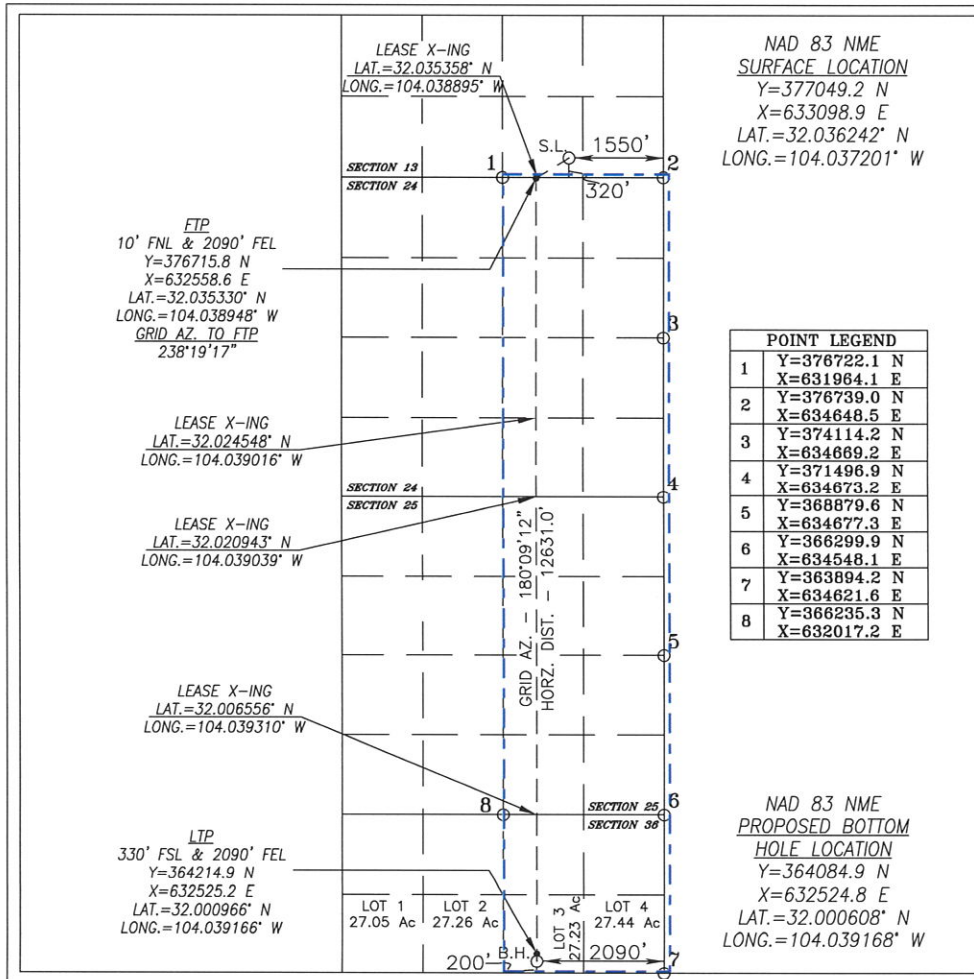 LEASE X-ING
LAT.=32.035358° N
LONG.=104.038895° W
NAD 83 NME
SURFACE LOCATION
Y=377049.2 N
X=633098.9 E
LAT.=32.036242° N
LONG.=104.037201° W
S.L.
1550'
1
2
320'
SECTION 13
SECTION 24
FTP
10' FNL & 2090' FEL
Y=376715.8 N
X=632558.6 E
LAT.=32.035330° N
LONG.=104.038948° W
GRID AZ. TO FTP
238°19'17"
3
POINT LEGEND
1 Y=376722.1 N
X=631964.1 E
2 Y=376739.0 N
X=634648.5 E
3 Y=374114.2 N
X=634669.2 E
4 Y=371496.9 N
X=634673.2 E
5 Y=368879.6 N
X=634677.3 E
6 Y=366299.9 N
X=634548.1 E
7 Y=363894.2 N
X=634621.6 E
8 Y=366235.3 N
X=632017.2 E
LEASE X-ING
LAT.=32.024548° N
LONG.=104.039016° W
SECTION 24
SECTION 25
4
LEASE X-ING
LAT.=32.020943° N
LONG.=104.039039° W
GRID AZ. - 180°09'12"
HORZ. DIST. - 12631.0'
5
LEASE X-ING
LAT.=32.006556° N
LONG.=104.039310° W
8
SECTION 25
SECTION 36
6
LTP
330' FSL & 2090' FEL
Y=364214.9 N
X=632525.2 E
LAT.=32.000966° N
LONG.=104.039166° W
LOT 1
27.05 Ac
LOT 2
27.26 Ac
LOT 3
27.23 Ac
LOT 4
27.44 Ac
B.H.
2090'
200'
7
NAD 83 NME
PROPOSED BOTTOM
HOLE LOCATION
Y=364084.9 N
X=632524.8 E
LAT.=32.000608° N
LONG.=104.039168° W